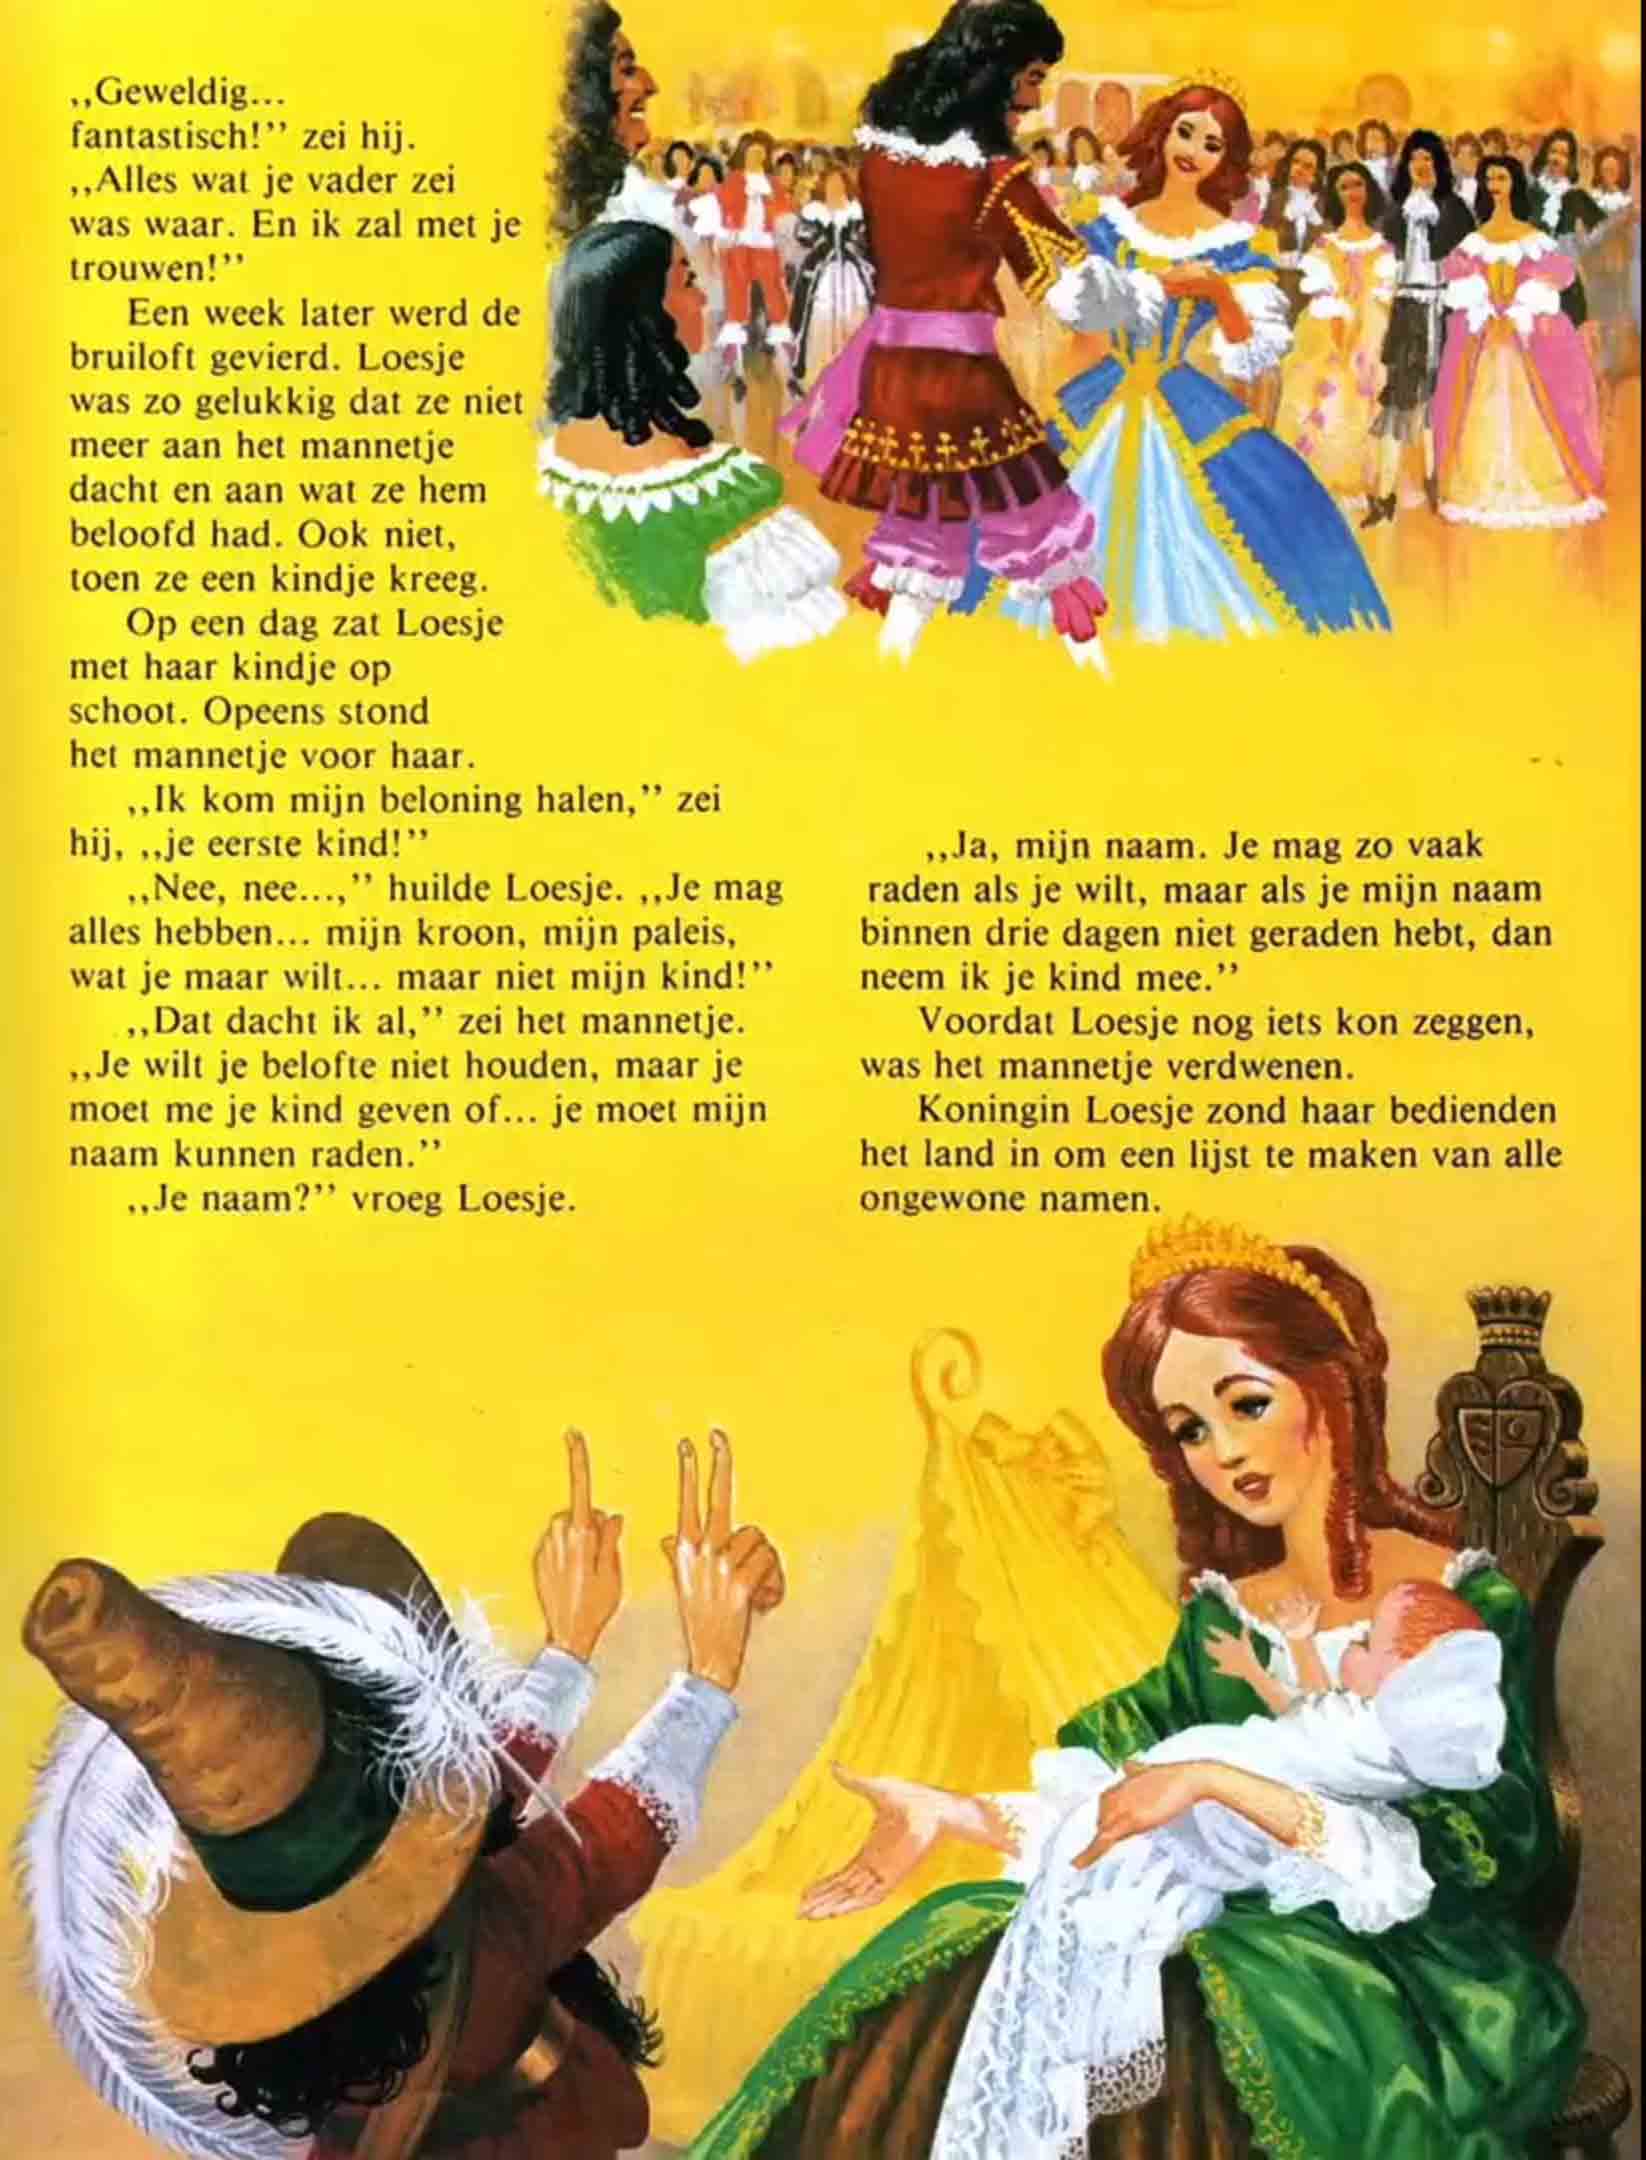 ,,Geweldig...
fantastisch!’’ zei hij.
,,Alles wat je vader zei
was waar. En ik zal met je
trouwen!’’
Een week later werd de
bruiloft gevierd. Loesje
was zo gelukkig dat ze niet
meer aan het mannetje
dacht en aan wat ze hem
beloofd had. Ook niet,
toen ze een kindje kreeg.
Op een dag zat Loesje
met haar kindje op
schoot. Opeens stond
het mannetje voor haar.
,,Ik kom mijn beloning halen,’’ zei
hij, ,,je eerste kind!’’
,,Nee, nee...,’’ huilde Loesje. ,,Je mag
alles hebben... mijn kroon, mijn paleis,
wat je maar wilt... maar niet mijn kind!’’
,,Dat dacht ik al,’’ zei het mannetje.
,,Je wilt je belofte niet houden, maar je
moet me je kind geven of... je moet mijn
naam kunnen raden.’’
,,Je naam?’’ vroeg Loesje.
,,Ja, mijn naam. Je mag zo vaak
raden als je wilt, maar als je mijn naam
binnen drie dagen niet geraden hebt, dan
neem ik je kind mee.’’
Voordat Loesje nog iets kon zeggen,
was het mannetje verdwenen.
Koningin Loesje zond haar bedienden
het land in om een lijst te maken van alle
ongewone namen.